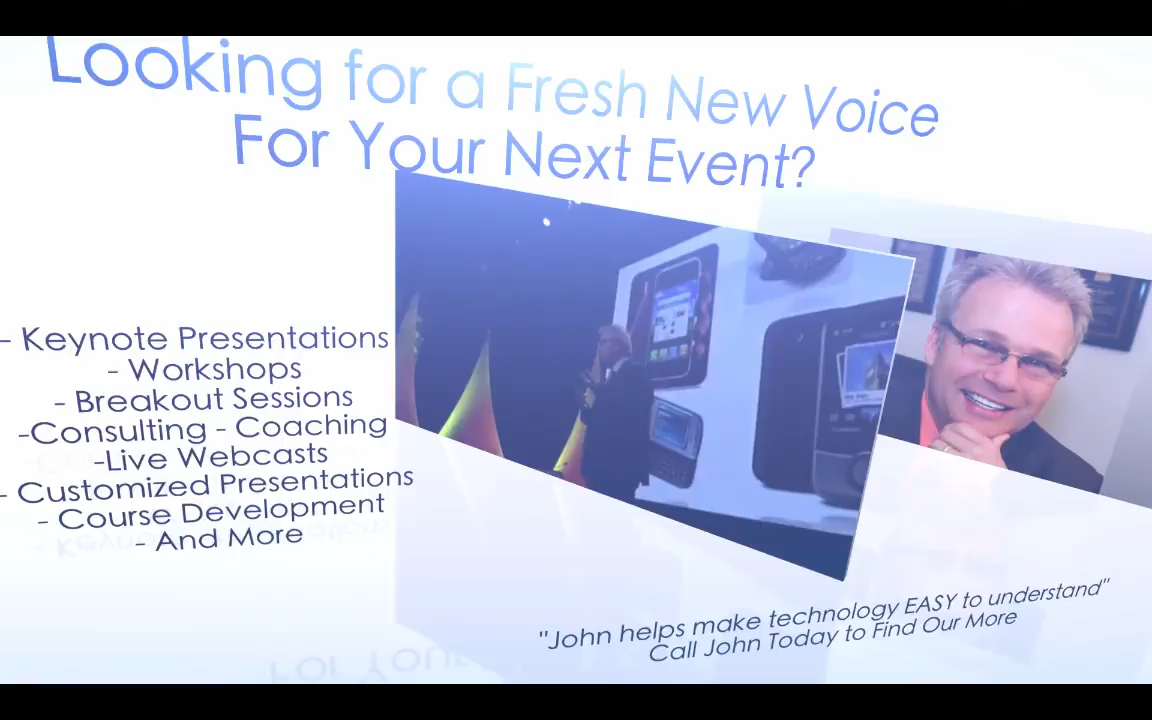 Looking for a Fresh New Voice
For Your Next Event?
- Keynote Presentations
- Workshops
- Breakout Sessions
-Consulting - Coaching
-Live Webcasts
- Customized Presentations
- Course Development
- And More
"John helps make technology EASY to understand"
Call John Today to Find Our More